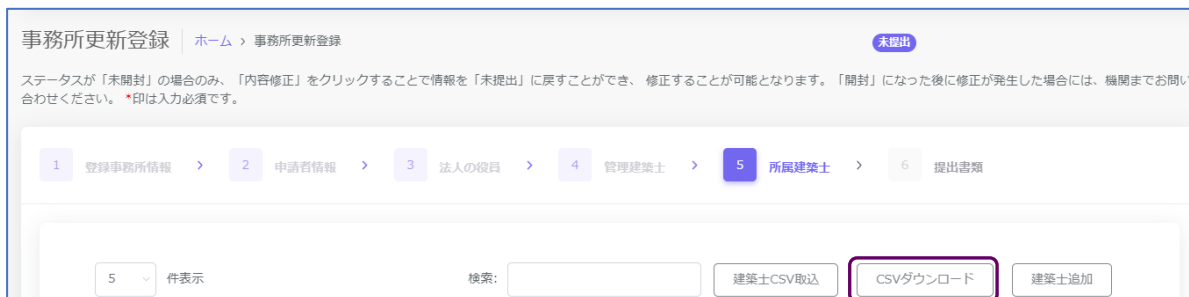 事務所更新登録 ホーム > 事務所更新登録 未提出
ステータスが「未開封」の場合のみ、「内容修正」をクリックすることで情報を「未提出」に戻すことができ、 修正することが可能となります。「開封」になった後に修正が発生した場合には、機関までお問い
合わせください。 *印は入力必須です。
1 登録事務所情報 > 2 申請者情報 > 3 法人の役員 > 4 管理建築士 > 5 所属建築士 > 6 提出書類
5 件表示 検索: 建築士CSV取込 CSVダウンロード 建築士追加